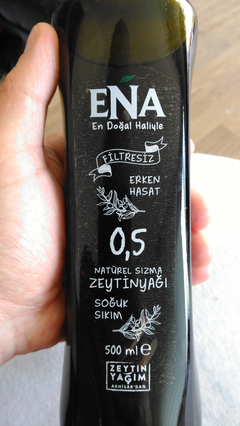 ENA
En Doğal Haliyle
FİLTRESİZ
ERKEN
HASAT
0,5
NATÜREL SIZMA
ZEYTİNYAĞI
SOĞUK
SIKIM
500 ml e
ZEYTİN
YAĞIM
AKHİSAR'DAN